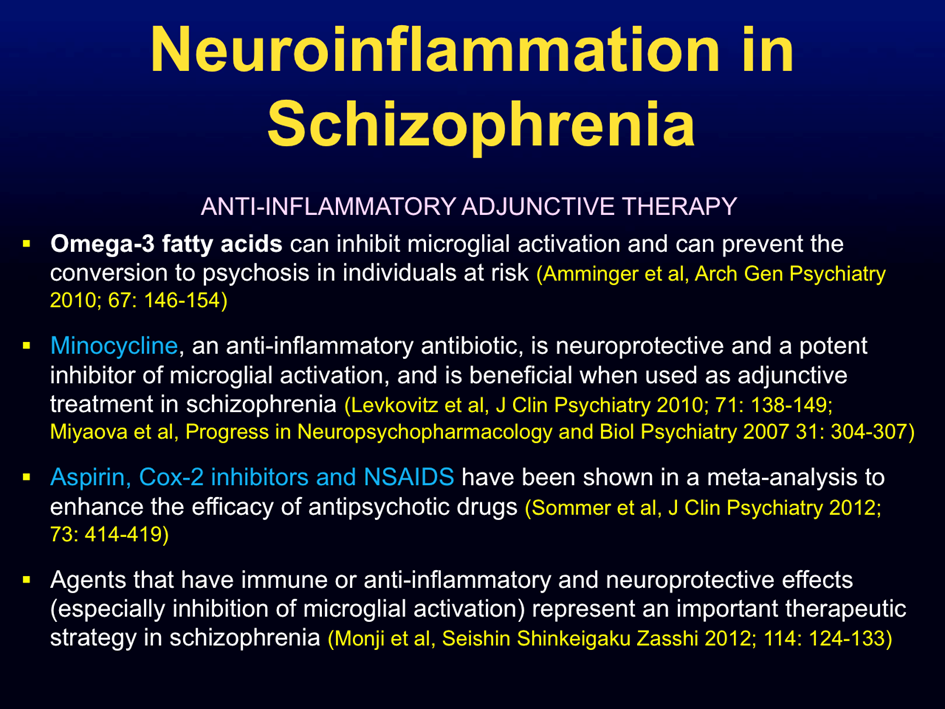 Neuroinflammation in
Schizophrenia
ANTI-INFLAMMATORY ADJUNCTIVE THERAPY
▪ Omega-3 fatty acids can inhibit microglial activation and can prevent the
conversion to psychosis in individuals at risk (Amminger et al, Arch Gen Psychiatry
2010; 67: 146-154)
▪ Minocycline, an anti-inflammatory antibiotic, is neuroprotective and a potent
inhibitor of microglial activation, and is beneficial when used as adjunctive
treatment in schizophrenia (Levkovitz et al, J Clin Psychiatry 2010; 71: 138-149;
Miyaova et al, Progress in Neuropsychopharmacology and Biol Psychiatry 2007 31: 304-307)
▪ Aspirin, Cox-2 inhibitors and NSAIDS have been shown in a meta-analysis to
enhance the efficacy of antipsychotic drugs (Sommer et al, J Clin Psychiatry 2012;
73: 414-419)
▪ Agents that have immune or anti-inflammatory and neuroprotective effects
(especially inhibition of microglial activation) represent an important therapeutic
strategy in schizophrenia (Monji et al, Seishin Shinkeigaku Zasshi 2012; 114: 124-133)